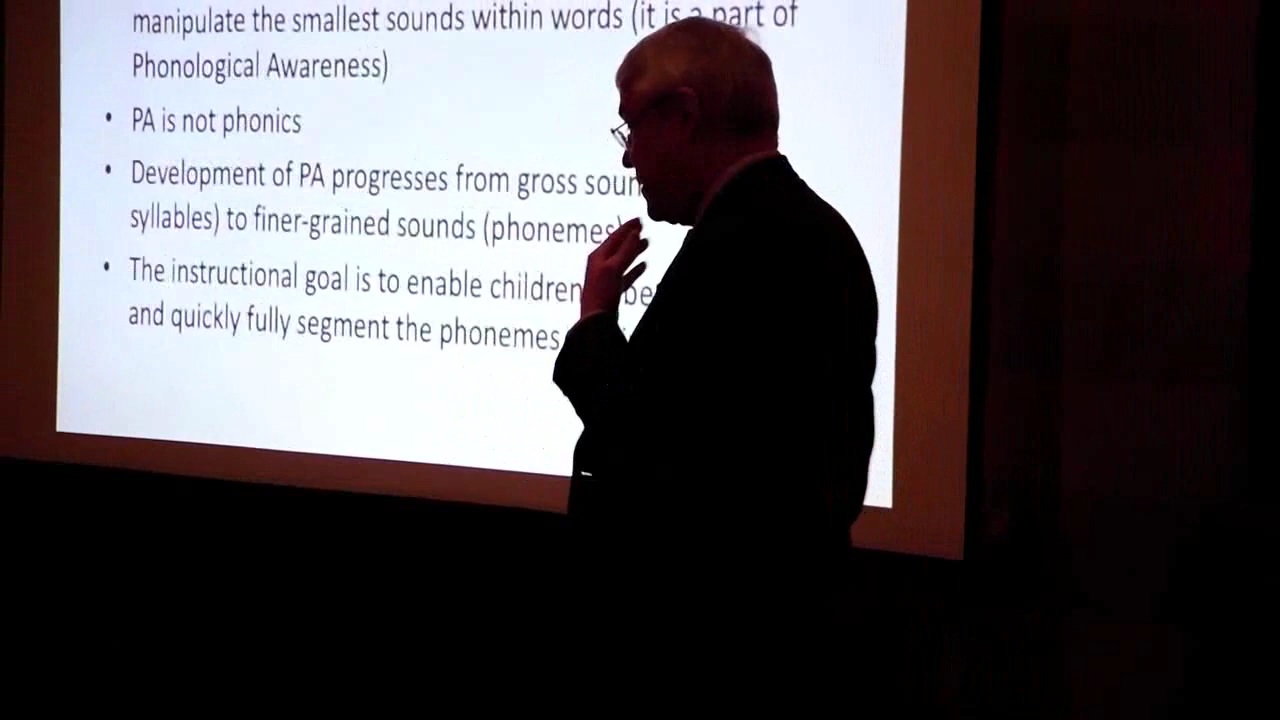 manipulate the smallest sounds within words (it is a part of
Phonological Awareness)
• PA is not phonics
• Development of PA progresses from gross
syllables) to finer-grained sounds (phonemes)
• The instructional goal is to enable children
and quickly fully segment the phonemes